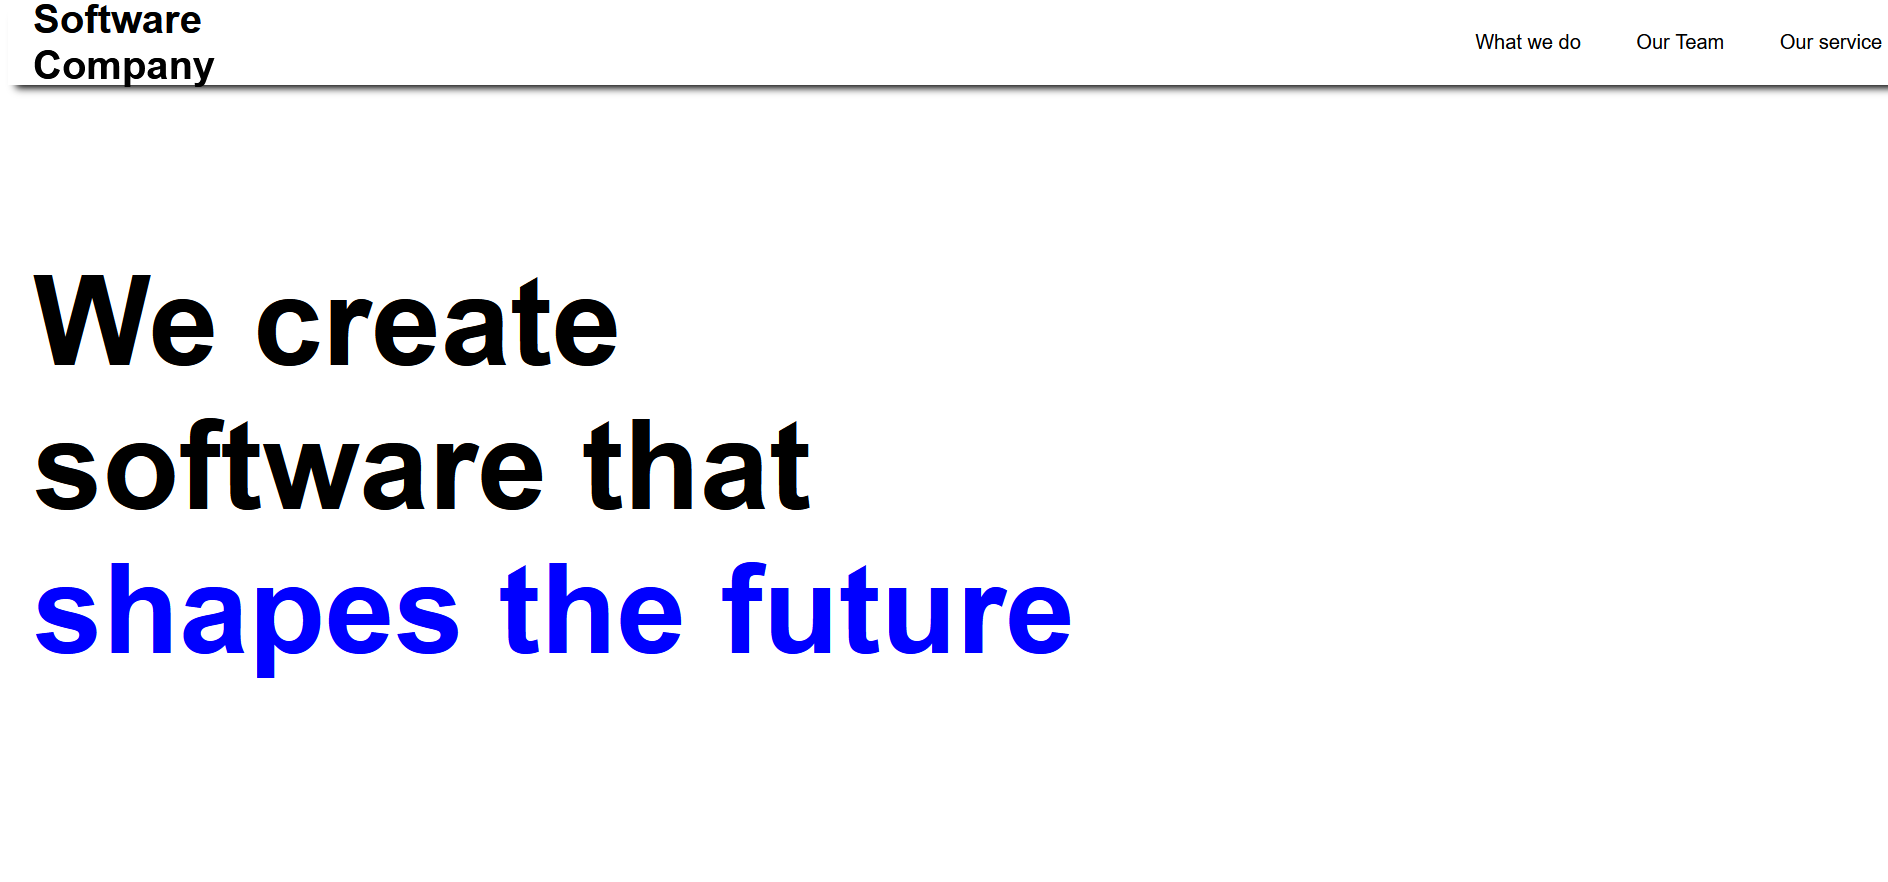 Software
Company
What we do Our Team Our service
We create
software that
shapes the future